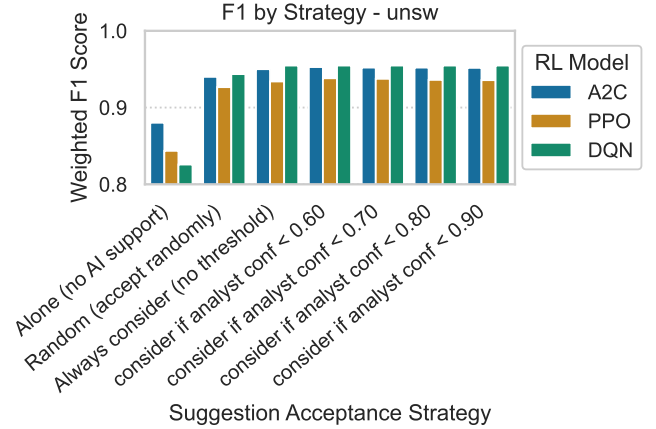 F1 by Strategy - unsw
Weighted F1 Score
1.0
0.9
0.8
RL Model
A2C
PPO
DQN
Alone (no AI support)
Random (accept randomly)
Always consider (no threshold)
consider if analyst conf < 0.60
consider if analyst conf < 0.70
consider if analyst conf < 0.80
consider if analyst conf < 0.90
Suggestion Acceptance Strategy